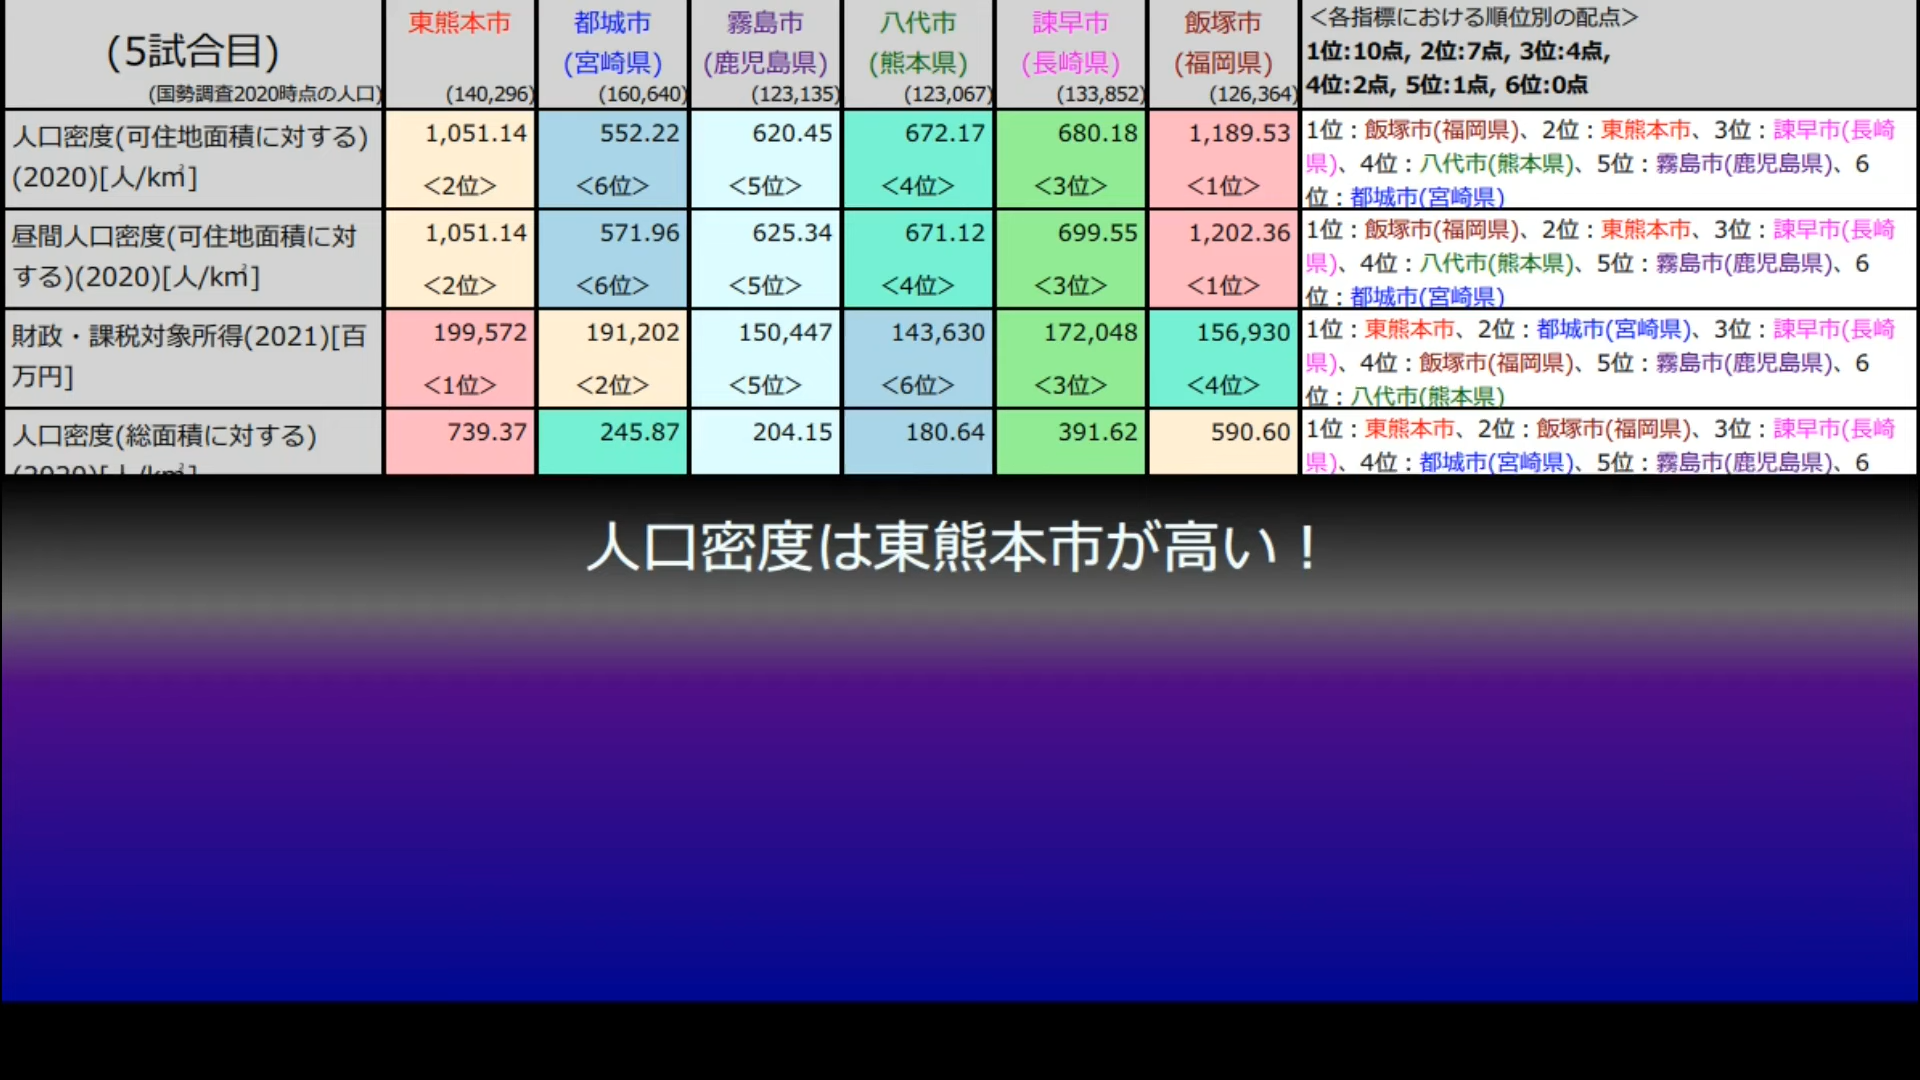 (5試合目)
(国勢調査2020時点の人口)
東熊本市
(140,296)
都城市
(宮崎県)
(160,640)
霧島市
(鹿児島県)
(123,135)
八代市
(熊本県)
(123,067)
諫早市
(長崎県)
(133,852)
飯塚市
(福岡県)
(126,364)
<各指標における順位別の配点>
1位:10点, 2位:7点, 3位:4点,
4位:2点, 5位:1点, 6位:0点
人口密度(可住地面積に対する)
(2020)[人/k㎡]
1,051.14
<2位>
552.22
<6位>
620.45
<5位>
672.17
<4位>
680.18
<3位>
1,189.53
<1位>
1位：飯塚市(福岡県)、2位：東熊本市、3位：諫早市(長崎
県)、4位：八代市(熊本県)、5位：霧島市(鹿児島県)、6
位：都城市(宮崎県)
昼間人口密度(可住地面積に対
する)(2020)[人/k㎡]
1,051.14
<2位>
571.96
<6位>
625.34
<5位>
671.12
<4位>
699.55
<3位>
1,202.36
<1位>
1位：飯塚市(福岡県)、2位：東熊本市、3位：諫早市(長崎
県)、4位：八代市(熊本県)、5位：霧島市(鹿児島県)、6
位：都城市(宮崎県)
財政・課税対象所得(2021)[百
万円]
199,572
<1位>
191,202
<2位>
150,447
<5位>
143,630
<6位>
172,048
<3位>
156,930
<4位>
1位：東熊本市、2位：都城市(宮崎県)、3位：諫早市(長崎
県)、4位：飯塚市(福岡県)、5位：霧島市(鹿児島県)、6
位：八代市(熊本県)
人口密度(総面積に対する)
(2020)[人/k㎡]
739.37
245.87
204.15
180.64
391.62
590.60
1位：東熊本市、2位：飯塚市(福岡県)、3位：諫早市(長崎
県)、4位：都城市(宮崎県)、5位：霧島市(鹿児島県)、6
人口密度は東熊本市が高い！